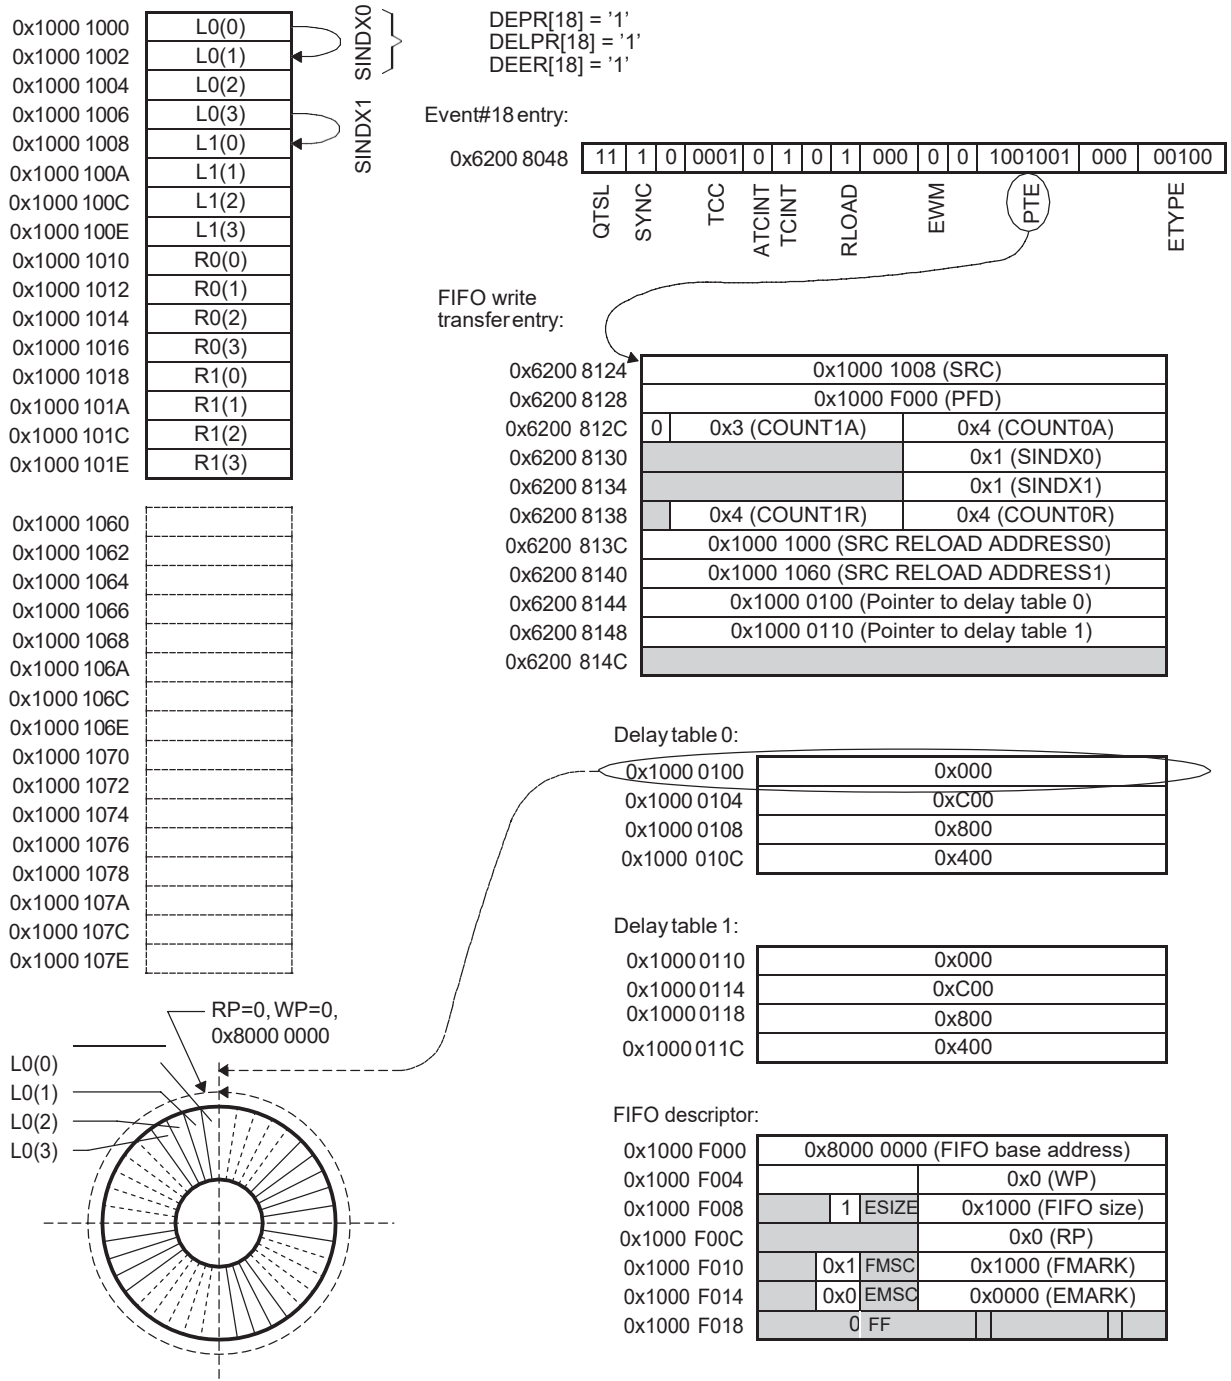 0x1000 1000 L0(0)
0x1000 1002 L0(1)
0x1000 1004 L0(2)
0x1000 1006 L0(3)
0x1000 1008 L1(0)
0x1000 100A L1(1)
0x1000 100C L1(2)
0x1000 100E L1(3)
0x1000 1010 R0(0)
0x1000 1012 R0(1)
0x1000 1014 R0(2)
0x1000 1016 R0(3)
0x1000 1018 R1(0)
0x1000 101A R1(1)
0x1000 101C R1(2)
0x1000 101E R1(3)
SINDX0
SINDX1
0x1000 1060
0x1000 1062
0x1000 1064
0x1000 1066
0x1000 1068
0x1000 106A
0x1000 106C
0x1000 106E
0x1000 1070
0x1000 1072
0x1000 1074
0x1000 1076
0x1000 1078
0x1000 107A
0x1000 107C
0x1000 107E
RP=0, WP=0,
0x8000 0000
L0(0)
L0(1)
L0(2)
L0(3)
DEPR[18] = '1'
DELPR[18] = '1'
DEER[18] = '1'
Event#18 entry:
0x6200 8048 11 1 0 0001 0 1 0 1 000 0 0 1001001 000 00100
QTSL SYNC TCC ATCINT TCINT RLOAD EWM PTE ETYPE
FIFO write
transfer entry:
0x6200 8124 0x1000 1008 (SRC)
0x6200 8128 0x1000 F000 (PFD)
0x6200 812C 0 0x3 (COUNT1A) 0x4 (COUNT0A)
0x6200 8130 0x1 (SINDX0)
0x6200 8134 0x1 (SINDX1)
0x6200 8138 0x4 (COUNT1R) 0x4 (COUNT0R)
0x6200 813C 0x1000 1000 (SRC RELOAD ADDRESS0)
0x6200 8140 0x1000 1060 (SRC RELOAD ADDRESS1)
0x6200 8144 0x1000 0100 (Pointer to delay table 0)
0x6200 8148 0x1000 0110 (Pointer to delay table 1)
0x6200 814C
Delay table 0:
0x1000 0100 0x000
0x1000 0104 0xC00
0x1000 0108 0x800
0x1000 010C 0x400
Delay table 1:
0x1000 0110 0x000
0x1000 0114 0xC00
0x1000 0118 0x800
0x1000 011C 0x400
FIFO descriptor:
0x1000 F000 0x8000 0000 (FIFO base address)
0x1000 F004 0x0 (WP)
0x1000 F008 1 ESIZE 0x1000 (FIFO size)
0x1000 F00C 0x0 (RP)
0x1000 F010 0x1 FMSC 0x1000 (FMARK)
0x1000 F014 0x0 EMSC 0x0000 (EMARK)
0x1000 F018 0 FF